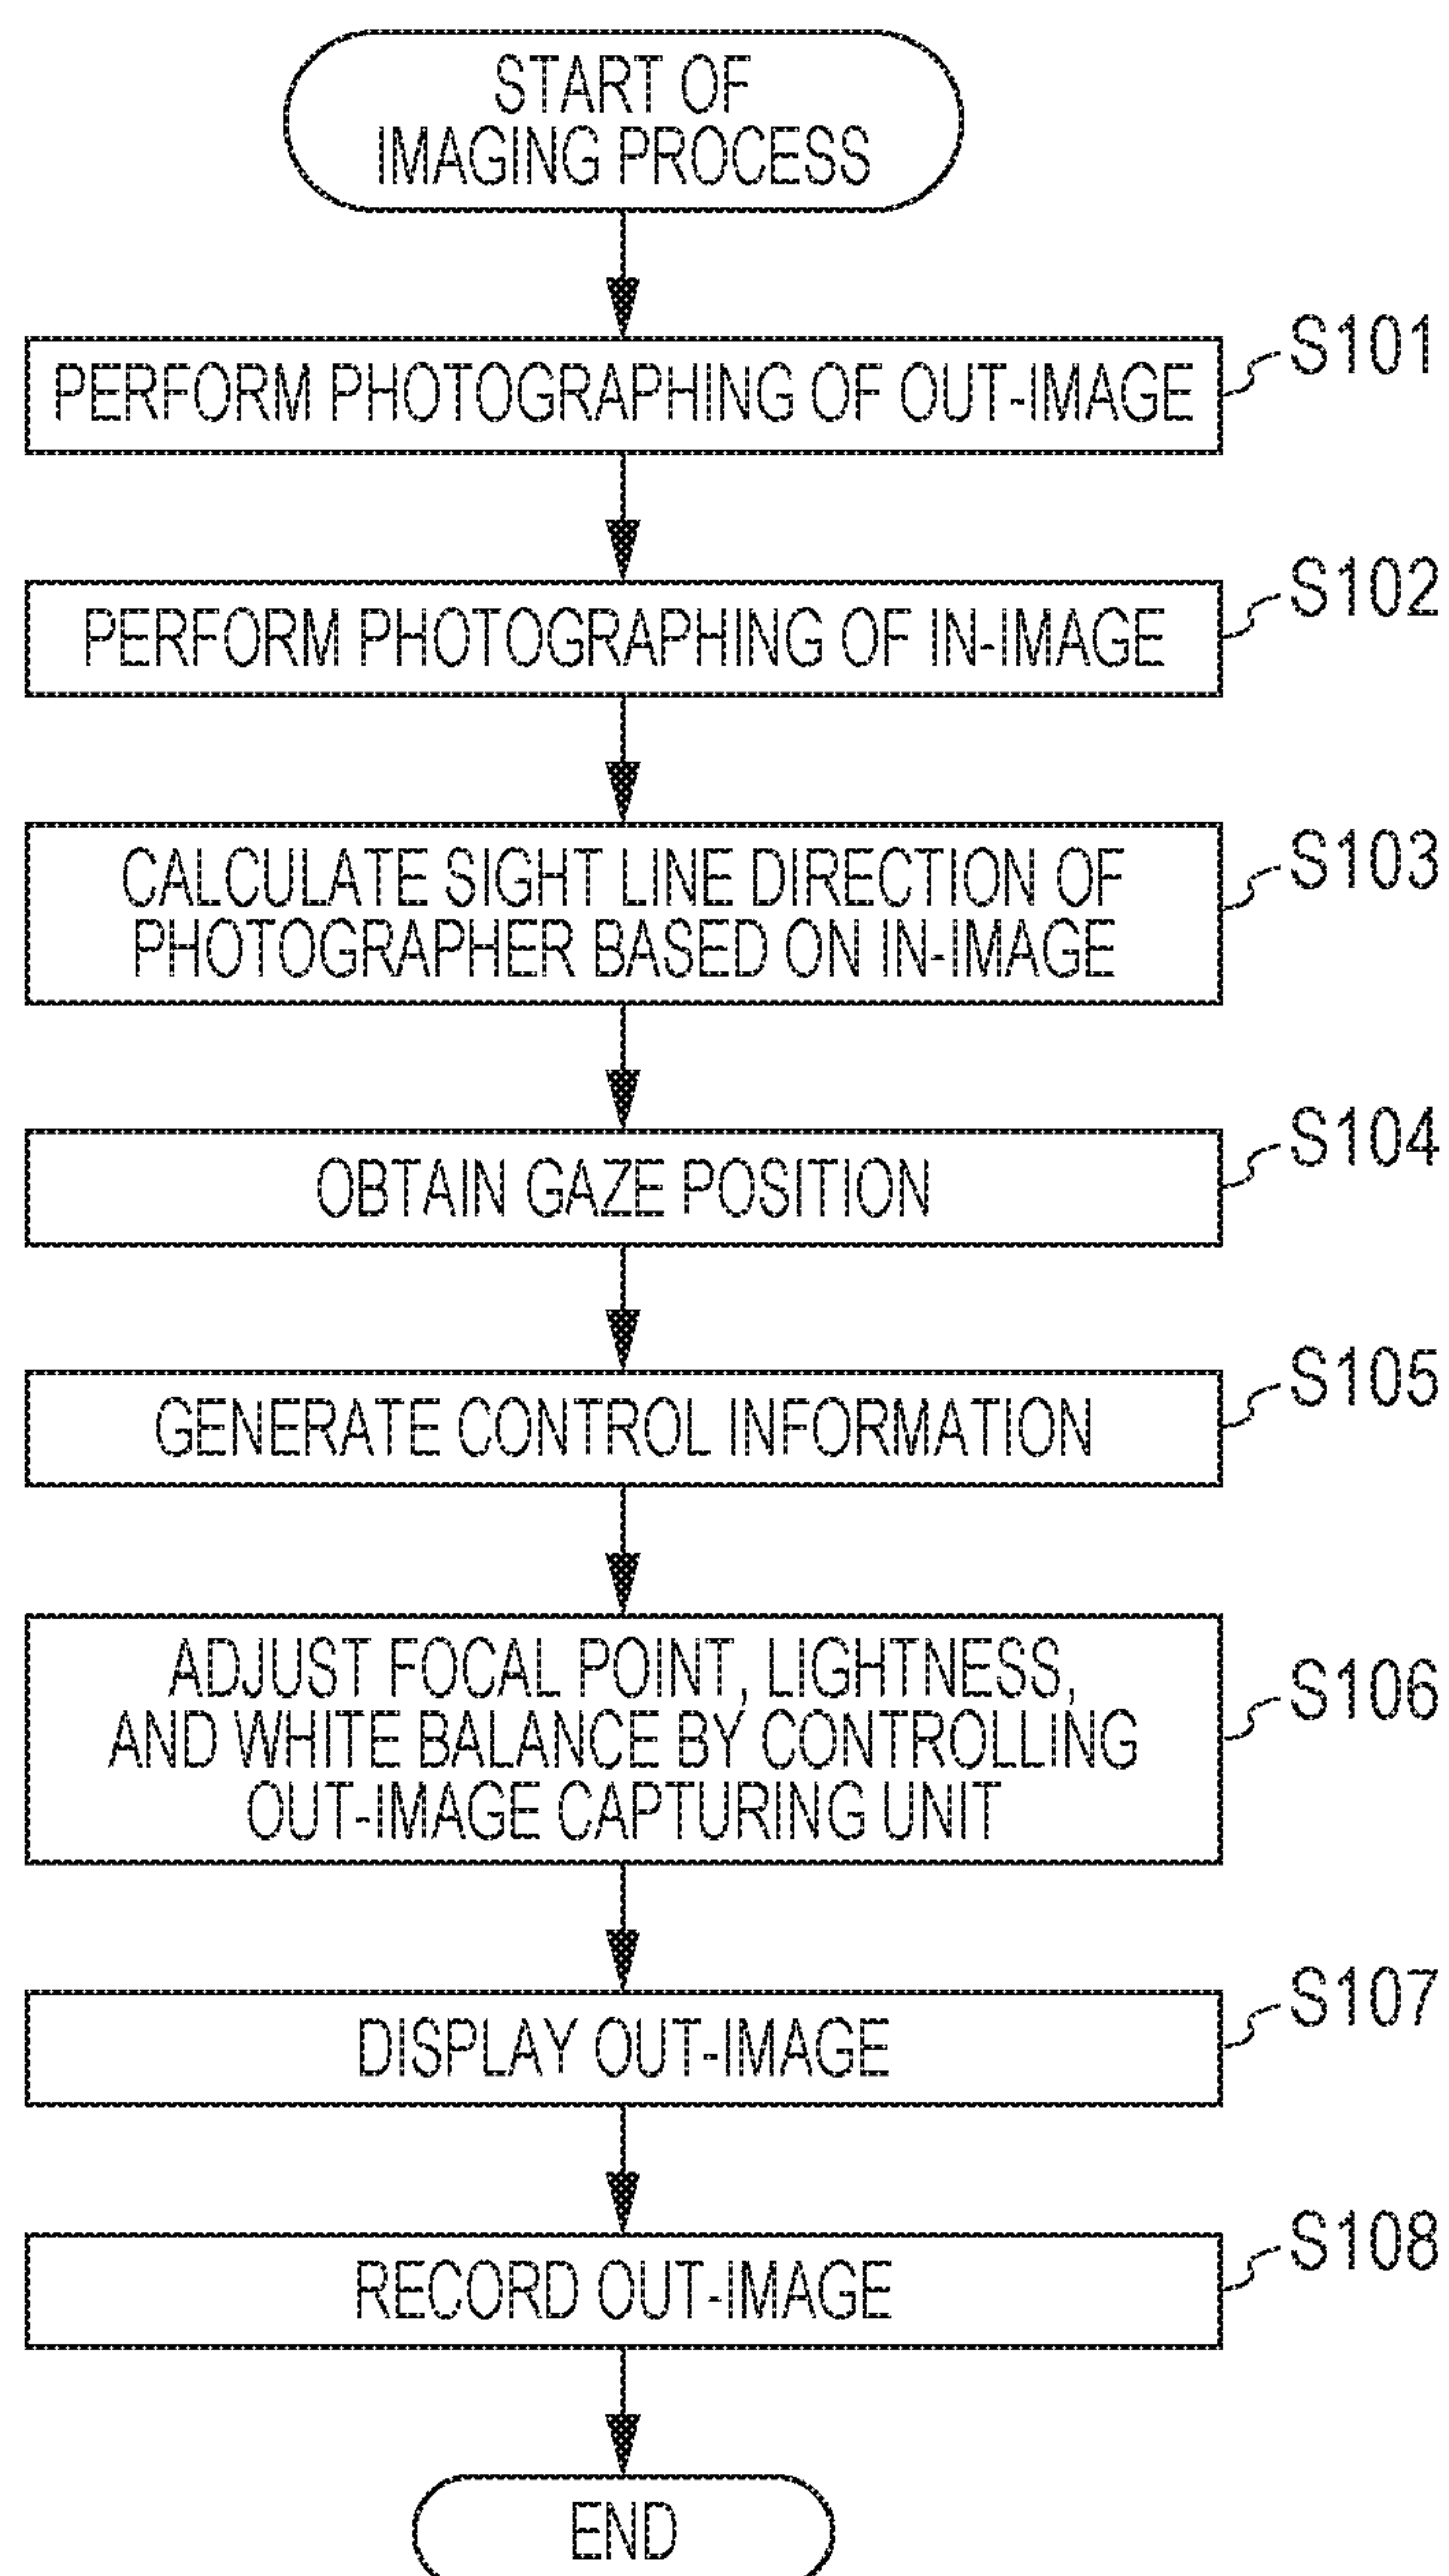 START OF
IMAGING PROCESS
S101
PERFORM PHOTOGRAPHING OF OUT-IMAGE
S102
PERFORM PHOTOGRAPHING OF IN-IMAGE
S103
CALCULATE SIGHT LINE DIRECTION OF
PHOTOGRAPHER BASED ON IN-IMAGE
S104
OBTAIN GAZE POSITION
S105
GENERATE CONTROL INFORMATION
S106
ADJUST FOCAL POINT, LIGHTNESS,
AND WHITE BALANCE BY CONTROLLING
OUT-IMAGE CAPTURING UNIT
S107
DISPLAY OUT-IMAGE
S108
RECORD OUT-IMAGE
END